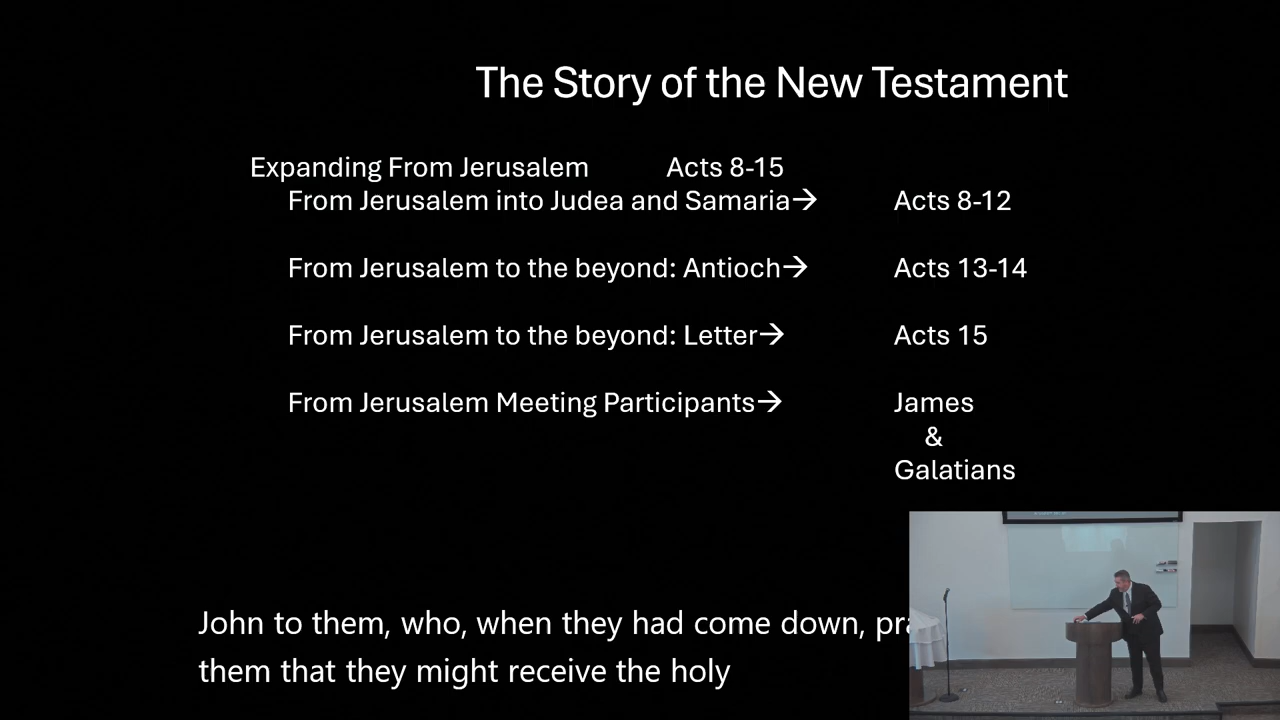 The Story of the New Testament
Expanding From Jerusalem Acts 8-15
From Jerusalem into Judea and Samaria→ Acts 8-12
From Jerusalem to the beyond: Antioch→ Acts 13-14
From Jerusalem to the beyond: Letter→ Acts 15
From Jerusalem Meeting Participants→ James
&
Galatians
John to them, who, when they had come down,
them that they might receive the holy